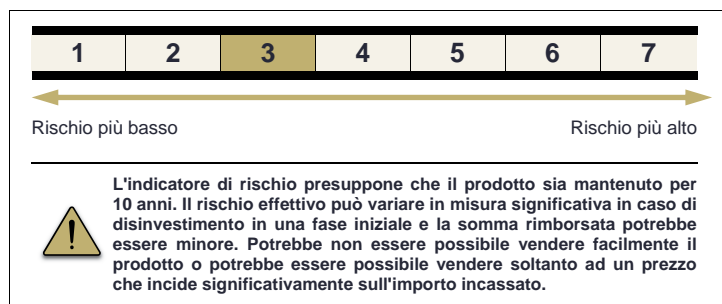 1 2 3 4 5 6 7
Rischio più basso Rischio più alto
L'indicatore di rischio presuppone che il prodotto sia mantenuto per
10 anni. Il rischio effettivo può variare in misura significativa in caso di
disinvestimento in una fase iniziale e la somma rimborsata potrebbe
essere minore. Potrebbe non essere possibile vendere facilmente il
prodotto o potrebbe essere possibile vendere soltanto ad un prezzo
che incide significativamente sull'importo incassato.